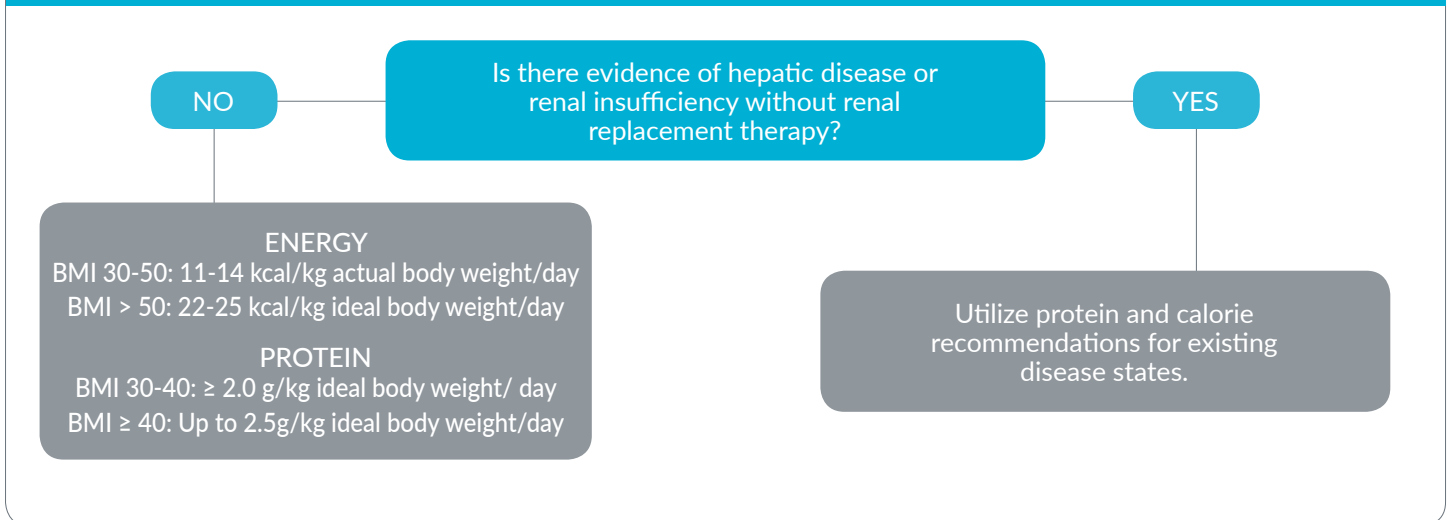 Is there evidence of hepatic disease or
renal insufficiency without renal
replacement therapy?
NO
YES
ENERGY
BMI 30-50: 11-14 kcal/kg actual body weight/day
BMI > 50: 22-25 kcal/kg ideal body weight/day
PROTEIN
BMI 30-40: ≥ 2.0 g/kg ideal body weight/ day
BMI ≥ 40: Up to 2.5g/kg ideal body weight/day
Utilize protein and calorie
recommendations for existing
disease states.